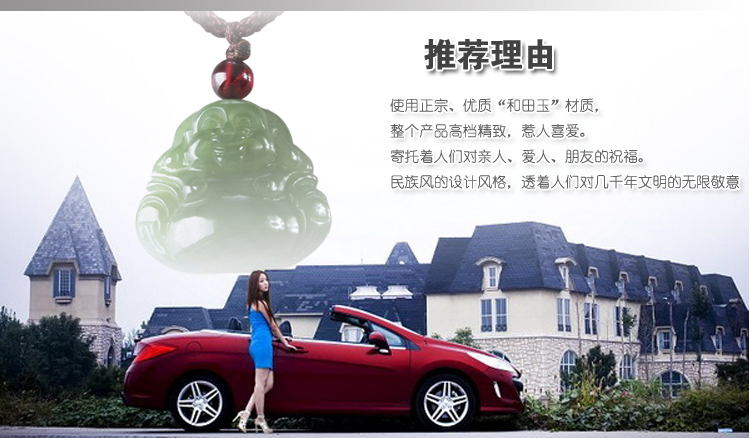 推荐理由
使用正宗、优质“和田玉”材质，
整个产品高档精致，惹人喜爱。
寄托着人们对亲人、爱人、朋友的祝福。
民族风的设计风格，透着人们对几千年文明的无限敬意